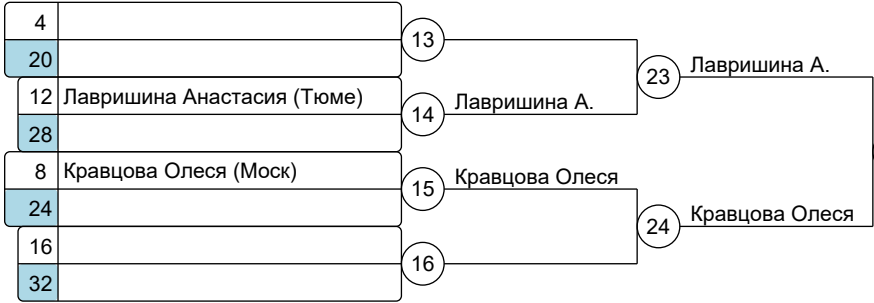 4
13
20
23 Лавришина А.
12 Лавришина Анастасия (Тюме)
14 Лавришина А.
28
8 Кравцова Олеся (Моск)
15 Кравцова Олеся
24
24 Кравцова Олеся
16
16
32